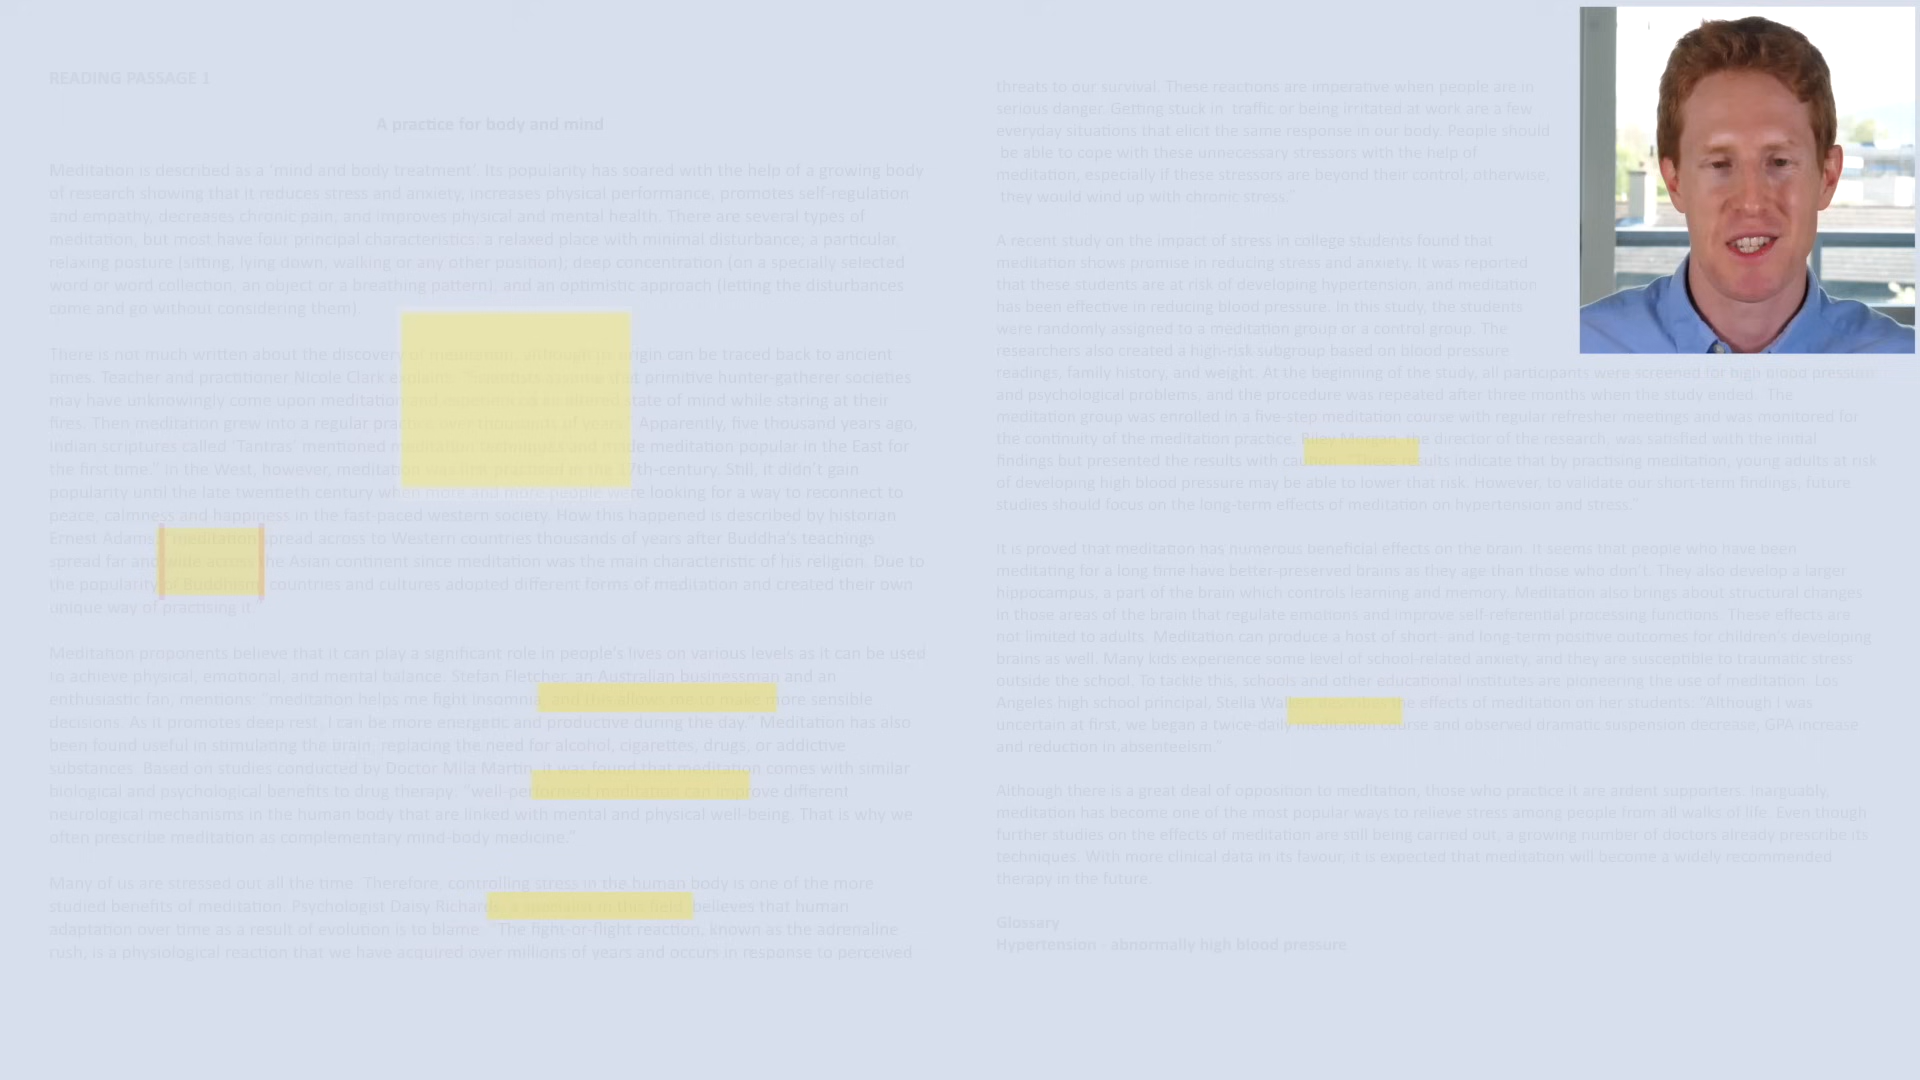 READING PASSAGE 1
A practice for body and mind
Meditation is described as a 'mind and body treatment'. Its popularity has soared with the help of a growing body
of research showing that it reduces stress and anxiety, increases physical performance, promotes self-regulation
and empathy, decreases chronic pain, and improves physical and mental health. There are several types of
meditation, but most have four principal characteristics: a relaxed place with minimal disturbance; a particular,
relaxing posture (sitting, lying down, walking or any other position); deep concentration (on a specially selected
word or word collection, an object or a breathing pattern); and an optimistic approach (letting the disturbances
come and go without considering them).
There is not much written about the discovery of meditation, although its origin can be traced back to ancient
times. Teacher and practitioner Nicole Clark explains: "Scientists assume that primitive hunter-gatherer societies
may have unknowingly come upon meditation and experienced an altered state of mind while staring at their
fires. Then meditation grew into a regular practice over thousands of years. Apparently, five thousand years ago,
Indian scriptures called 'Tantras' mentioned meditation techniques and made meditation popular in the East for
the first time." In the West, however, meditation was first practiced in the 17th-century. Still, it didn't gain
popularity until the late twentieth century when more and more people were looking for a way to reconnect to
peace, calmness and happiness in the fast-paced western society. How this happened is described by historian
Ernest Adams: "meditation spread across to Western countries thousands of years after Buddha's teachings
spread far and wide across the Asian continent since meditation was the main characteristic of his religion. Due to
the popularity of Buddhism, countries and cultures adopted different forms of meditation and created their own
unique way of practising it."
Meditation proponents believe that it can play a significant role in people's lives on various levels as it can be used
to achieve physical, emotional, and mental balance. Stefan Fletcher, an Australian businessman and an
enthusiastic fan, mentions: "meditation helps me fight insomnia, and this allows me to make more sensible
decisions. As it promotes deep rest, I can be more energetic and productive during the day." Meditation has also
been found useful in stimulating the brain, replacing the need for alcohol, cigarettes, drugs, or addictive
substances. Based on studies conducted by Doctor Mila Martin, it was found that meditation comes with similar
biological and psychological benefits to drug therapy: "well-performed meditation can improve different
neurological mechanisms in the human body that are linked with mental and physical well-being. That is why we
often prescribe meditation as complementary mind-body medicine."
Many of us are stressed out all the time. Therefore, controlling stress in the human body is one of the more
studied benefits of meditation. Psychologist Daisy Richards, a specialist in this field, believes that human
adaptation over time as a result of evolution is to blame: "The fight-or-flight reaction, known as the adrenaline
rush, is a physiological reaction that we have acquired over millions of years and occurs in response to perceived
threats to our survival. These reactions are imperative when people are in
serious danger. Getting stuck in traffic or being irritated at work are a few
everyday situations that elicit the same response in our body. People should
be able to cope with these unnecessary stressors with the help of
meditation, especially if these stressors are beyond their control, otherwise,
they would wind up with chronic stress."
A recent study on the impact of stress in college students found that
meditation shows promise in reducing stress and anxiety. It was reported
that these students are at risk of developing hypertension, and meditation
has been effective in reducing blood pressure. In this study, the students
were randomly assigned to a meditation group or a control group. The
researchers also created a high-risk subgroup based on blood pressure
readings, family history, and weight. At the beginning of the study, all participants were screened for high blood pressure
and psychological problems, and the procedure was repeated after three months when the study ended. The
meditation group was enrolled in a five-step meditation course with regular refresher meetings and was monitored for
the continuity of the meditation practice. Riley Morgan, the director of the research was satisfied with the initial
findings but presented the results with caution: "These results indicate that by practising meditation, young adults at risk
of developing high blood pressure may be able to lower that risk. However, to validate our short-term findings, future
studies should focus on the long-term effects of meditation on hypertension and stress."
It is proved that meditation has numerous beneficial effects on the brain. It seems that people who have been
meditating for a long time have better-preserved brains as they age than those who don't. They also develop a larger
hippocampus, a part of the brain which controls learning and memory. Meditation also brings about structural changes
in those areas of the brain that regulate emotions and improve self-referential processing functions. These effects are
not limited to adults. Meditation can produce a host of short- and long-term positive outcomes for children's developing
brains as well. Many kids experience some level of school-related anxiety, and they are susceptible to traumatic stress
outside the school. To tackle this, schools and other educational institutes are pioneering the use of meditation. Los
Angeles high school principal, Stella Walken describes the effects of meditation on her students: "Although I was
uncertain at first, we began a twice-daily meditation course and observed dramatic suspension decrease, GPA increase
and reduction in absenteeism."
Although there is a great deal of opposition to meditation, those who practice it are ardent supporters. Inarguably,
meditation has become one of the most popular ways to relieve stress among people from all walks of life. Even though
further studies on the effects of meditation are still being carried out, a growing number of doctors already prescribe its
techniques. With more clinical data in its favour, it is expected that meditation will become a widely recommended
therapy in the future.
Glossary
Hypertension - abnormally high blood pressure